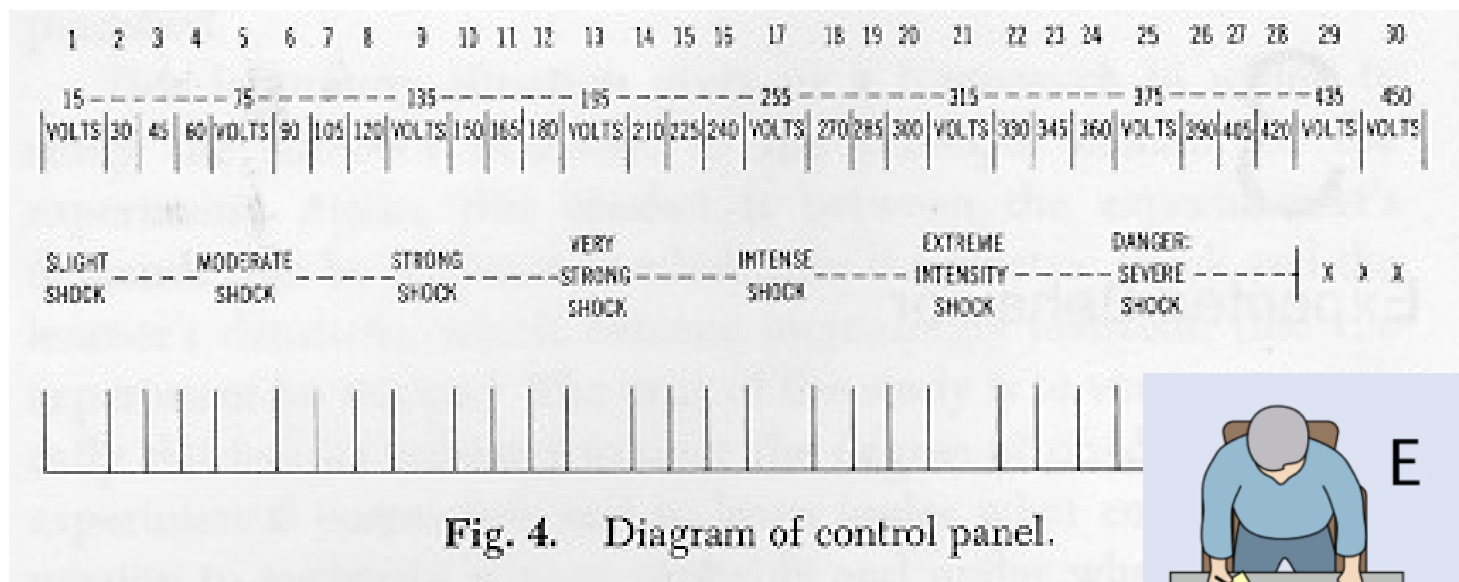 1 2 3 4 5 6 7 8 9 10 11 12 13 14 15 16 17 18 19 20 21 22 23 24 25 26 27 28 29 30
15 75 135 195 255 315 375 435 450
VOLTS 30 45 60 VOLTS 90 105 120 VOLTS 150 165 180 VOLTS 210 225 240 VOLTS 270 285 300 VOLTS 330 345 360 VOLTS 390 405 420 VOLTS VOLTS
SLIGHT SHOCK MODERATE SHOCK STRONG SHOCK VERY STRONG SHOCK INTENSE SHOCK EXTREME INTENSITY SHOCK DANGER: SEVERE SHOCK X X X
E
Fig. 4. Diagram of control panel.